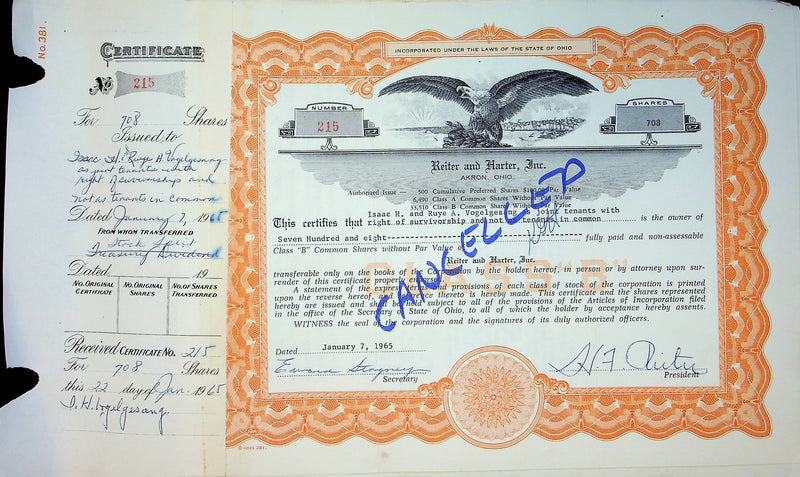 No. 381.
CERTIFICATE
No 215
For 708 Shares
Issued to
Isaac H. & Ruye A. Vogelgesang
as joint tenants with
right of survivorship and
not as tenants in common
Dated January 7, 1965
FROM WHOM TRANSFERRED
Stock Split
Treasury Dividend
Dated 19
NO. ORIGINAL CERTIFICATE
NO. ORIGINAL SHARES
NO. OF SHARES TRANSFERRED
Received CERTIFICATE NO. 215
For 708 Shares
this 22 day of Jan. 1965
I. H. Vogelgesang
INCORPORATED UNDER THE LAWS OF THE STATE OF OHIO
NUMBER
215
SHARES
708
Reiter and Harter, Inc.
AKRON, OHIO
Authorized Issue — 500 Cumulative Preferred Shares $100.00 Par Value
6,490 Class A Common Shares Without Par Value
Class B Common Shares Without Par Value
Isaac H. and Ruye A. Vogelgesang - joint tenants with
This certifies that right of survivorship and not as tenants in common is the owner of
Seven Hundred and eight fully paid and non-assessable
Class "B" Common Shares without Par Value of
Reiter and Harter, Inc.
CLASS "B"
transferable only on the books of the Corporation by the holder hereof, in person or by attorney upon sur-
render of this certificate properly endorsed.
A statement of the express terms and provisions of the stock of the corporation is printed
upon the reverse hereof, and reference thereto is hereby made. This certificate and the shares represented
hereby are issued and shall be held subject to all of the provisions of the Articles of Incorporation filed
in the office of the Secretary of State of Ohio, to all of which the holder by acceptance hereby assents.
WITNESS the seal of the corporation and the signatures of its duly authorized officers.
CANCELLED
Dated January 7, 1965
Secretary
President
© GOES 381.